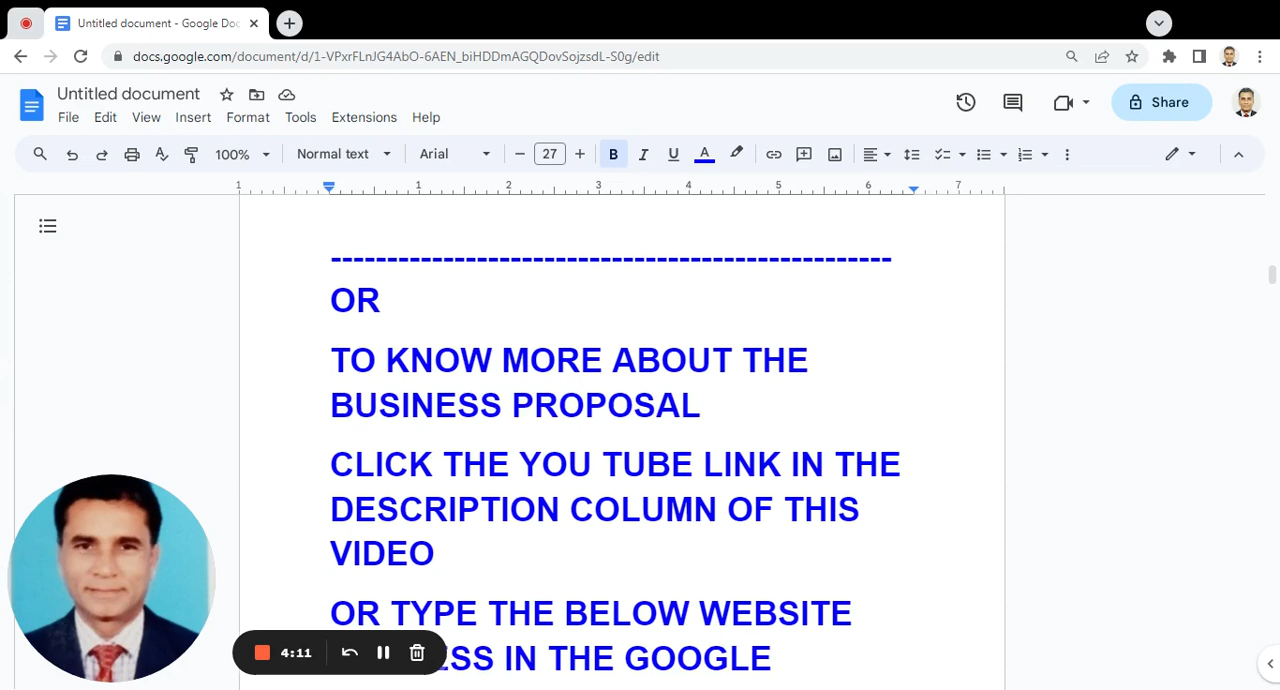 Untitled document - Google Doc
docs.google.com/document/d/1-VPxrFLnJG4AbO-6AEN_biHDDmAGQDovSojzsdL-S0g/edit
Untitled document
File Edit View Insert Format Tools Extensions Help
Share
100% Normal text Arial 27 B I U A
1 1 2 3 4 5 6 7
--------------------------------------------------
OR
TO KNOW MORE ABOUT THE
BUSINESS PROPOSAL
CLICK THE YOU TUBE LINK IN THE
DESCRIPTION COLUMN OF THIS
VIDEO
OR TYPE THE BELOW WEBSITE
ESS IN THE GOOGLE
4:11